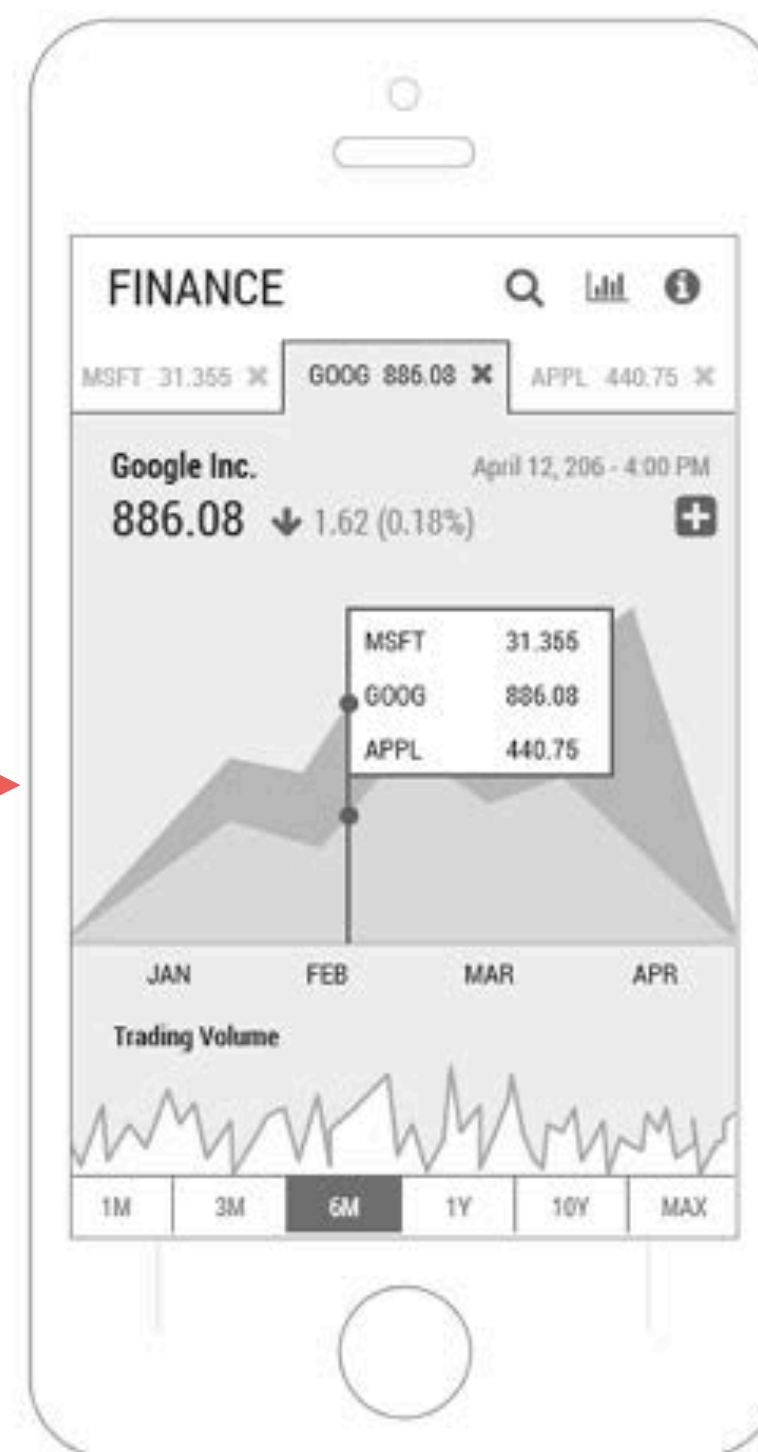 FINANCE
MSFT 31.355 ✖ GOOG 886.08 ✖ APPL 440.75 ✖
Google Inc. April 12, 206 - 4:00 PM
886.08 1.62 (0.18%)
MSFT 31.355
GOOG 886.08
APPL 440.75
JAN FEB MAR APR
Trading Volume
1M 3M 6M 1Y 10Y MAX